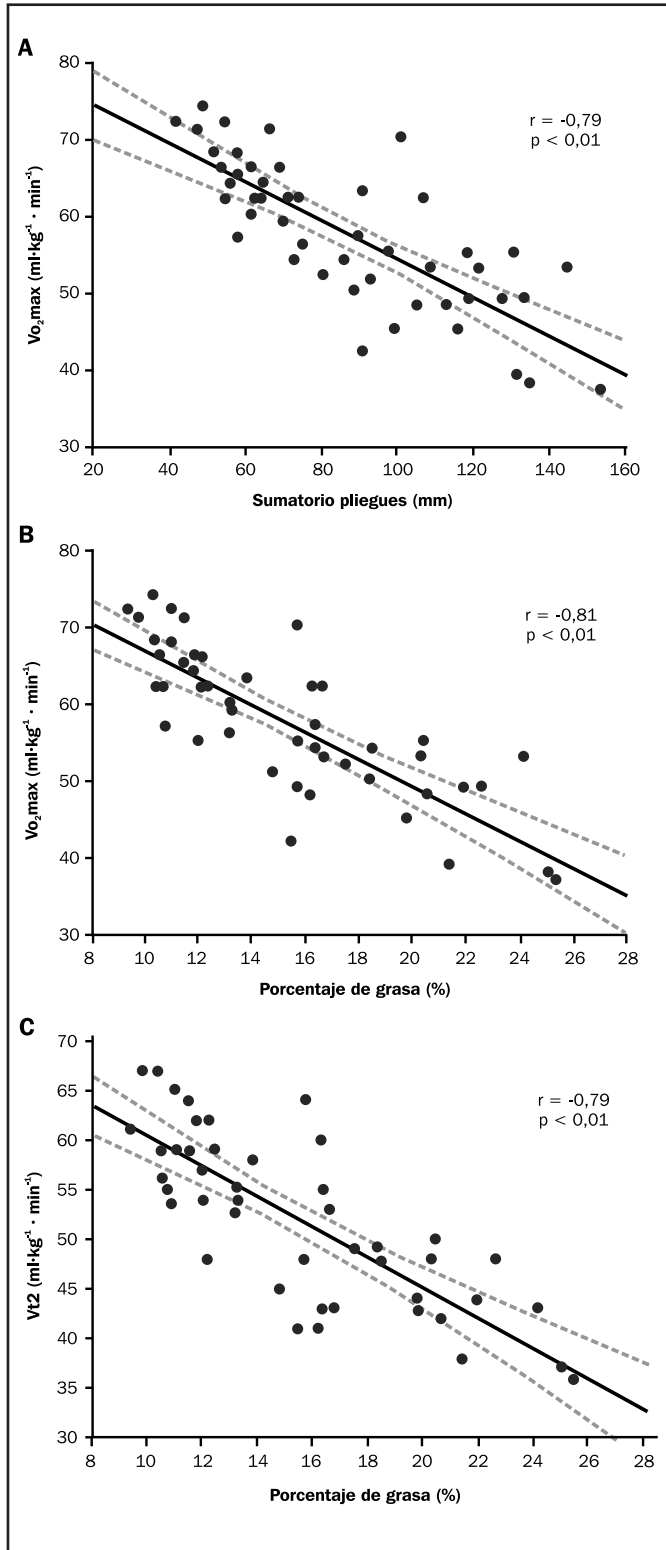 A
80
70
60
50
40
30
r = -0,79
p < 0,01
Vo₂max (ml·kg⁻¹ · min⁻¹)
20 40 60 80 100 120 140 160
Sumatorio pliegues (mm)
B
80
70
60
50
40
30
r = -0,81
p < 0,01
Vo₂max (ml·kg⁻¹ · min⁻¹)
8 10 12 14 16 18 20 22 24 26 28
Porcentaje de grasa (%)
C
70
65
60
55
50
45
40
35
30
r = -0,79
p < 0,01
Vt2 (ml·kg⁻¹ · min⁻¹)
8 10 12 14 16 18 20 22 24 26 28
Porcentaje de grasa (%)